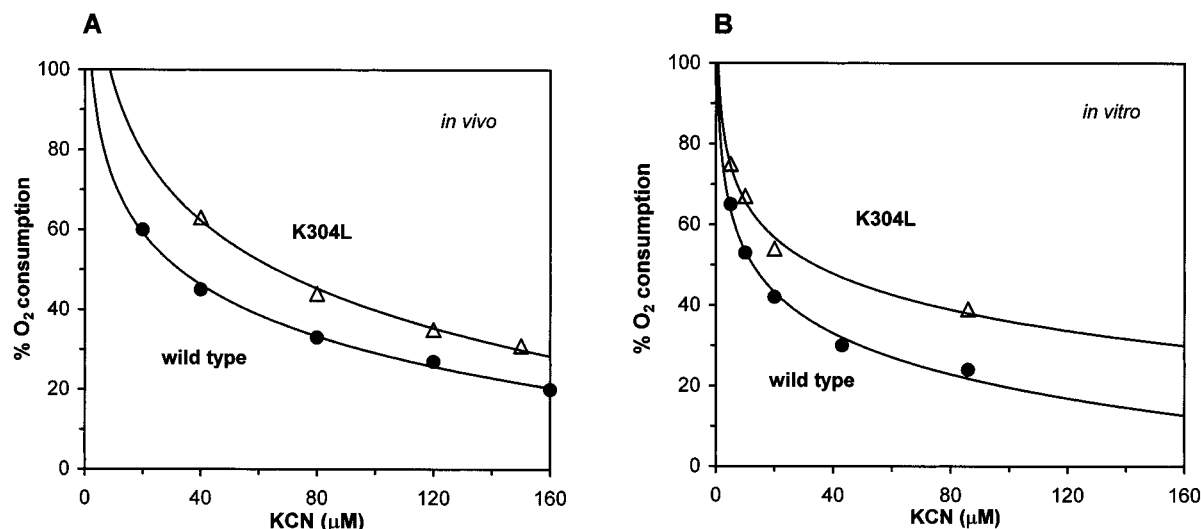 A
% O2 consumption
100
80
60
40
20
0
in vivo
K304L
wild type
0 40 80 120 160
KCN (μM)
B
% O2 consumption
100
80
60
40
20
0
in vitro
K304L
wild type
0 40 80 120 160
KCN (μM)